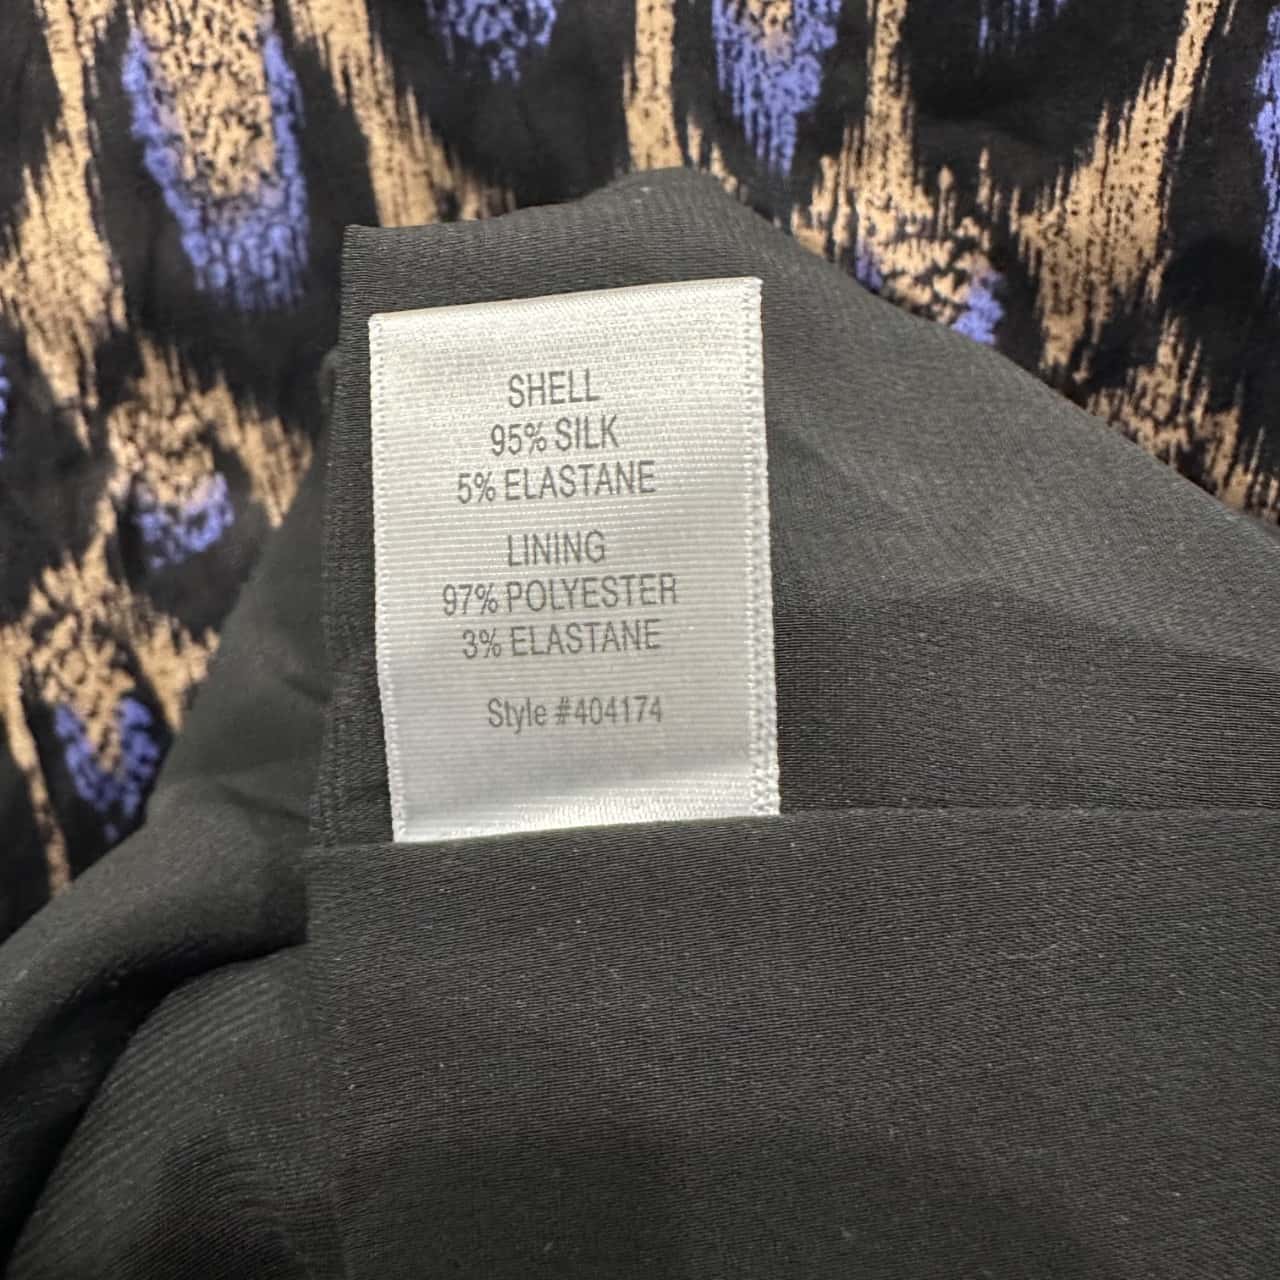 SHELL
95% SILK
5% ELASTANE
LINING
97% POLYESTER
3% ELASTANE
Style #404174